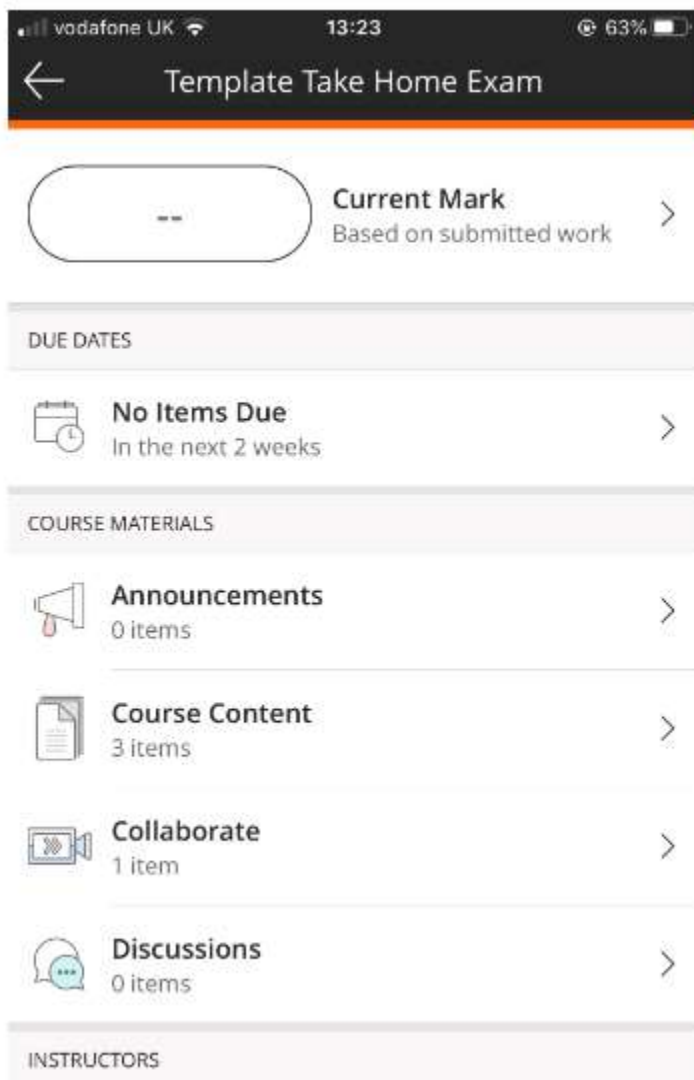 vodafone UK 13:23 63%
Template Take Home Exam
--
Current Mark
Based on submitted work
DUE DATES
No Items Due
In the next 2 weeks
COURSE MATERIALS
Announcements
0 items
Course Content
3 items
Collaborate
1 item
Discussions
0 items
INSTRUCTORS